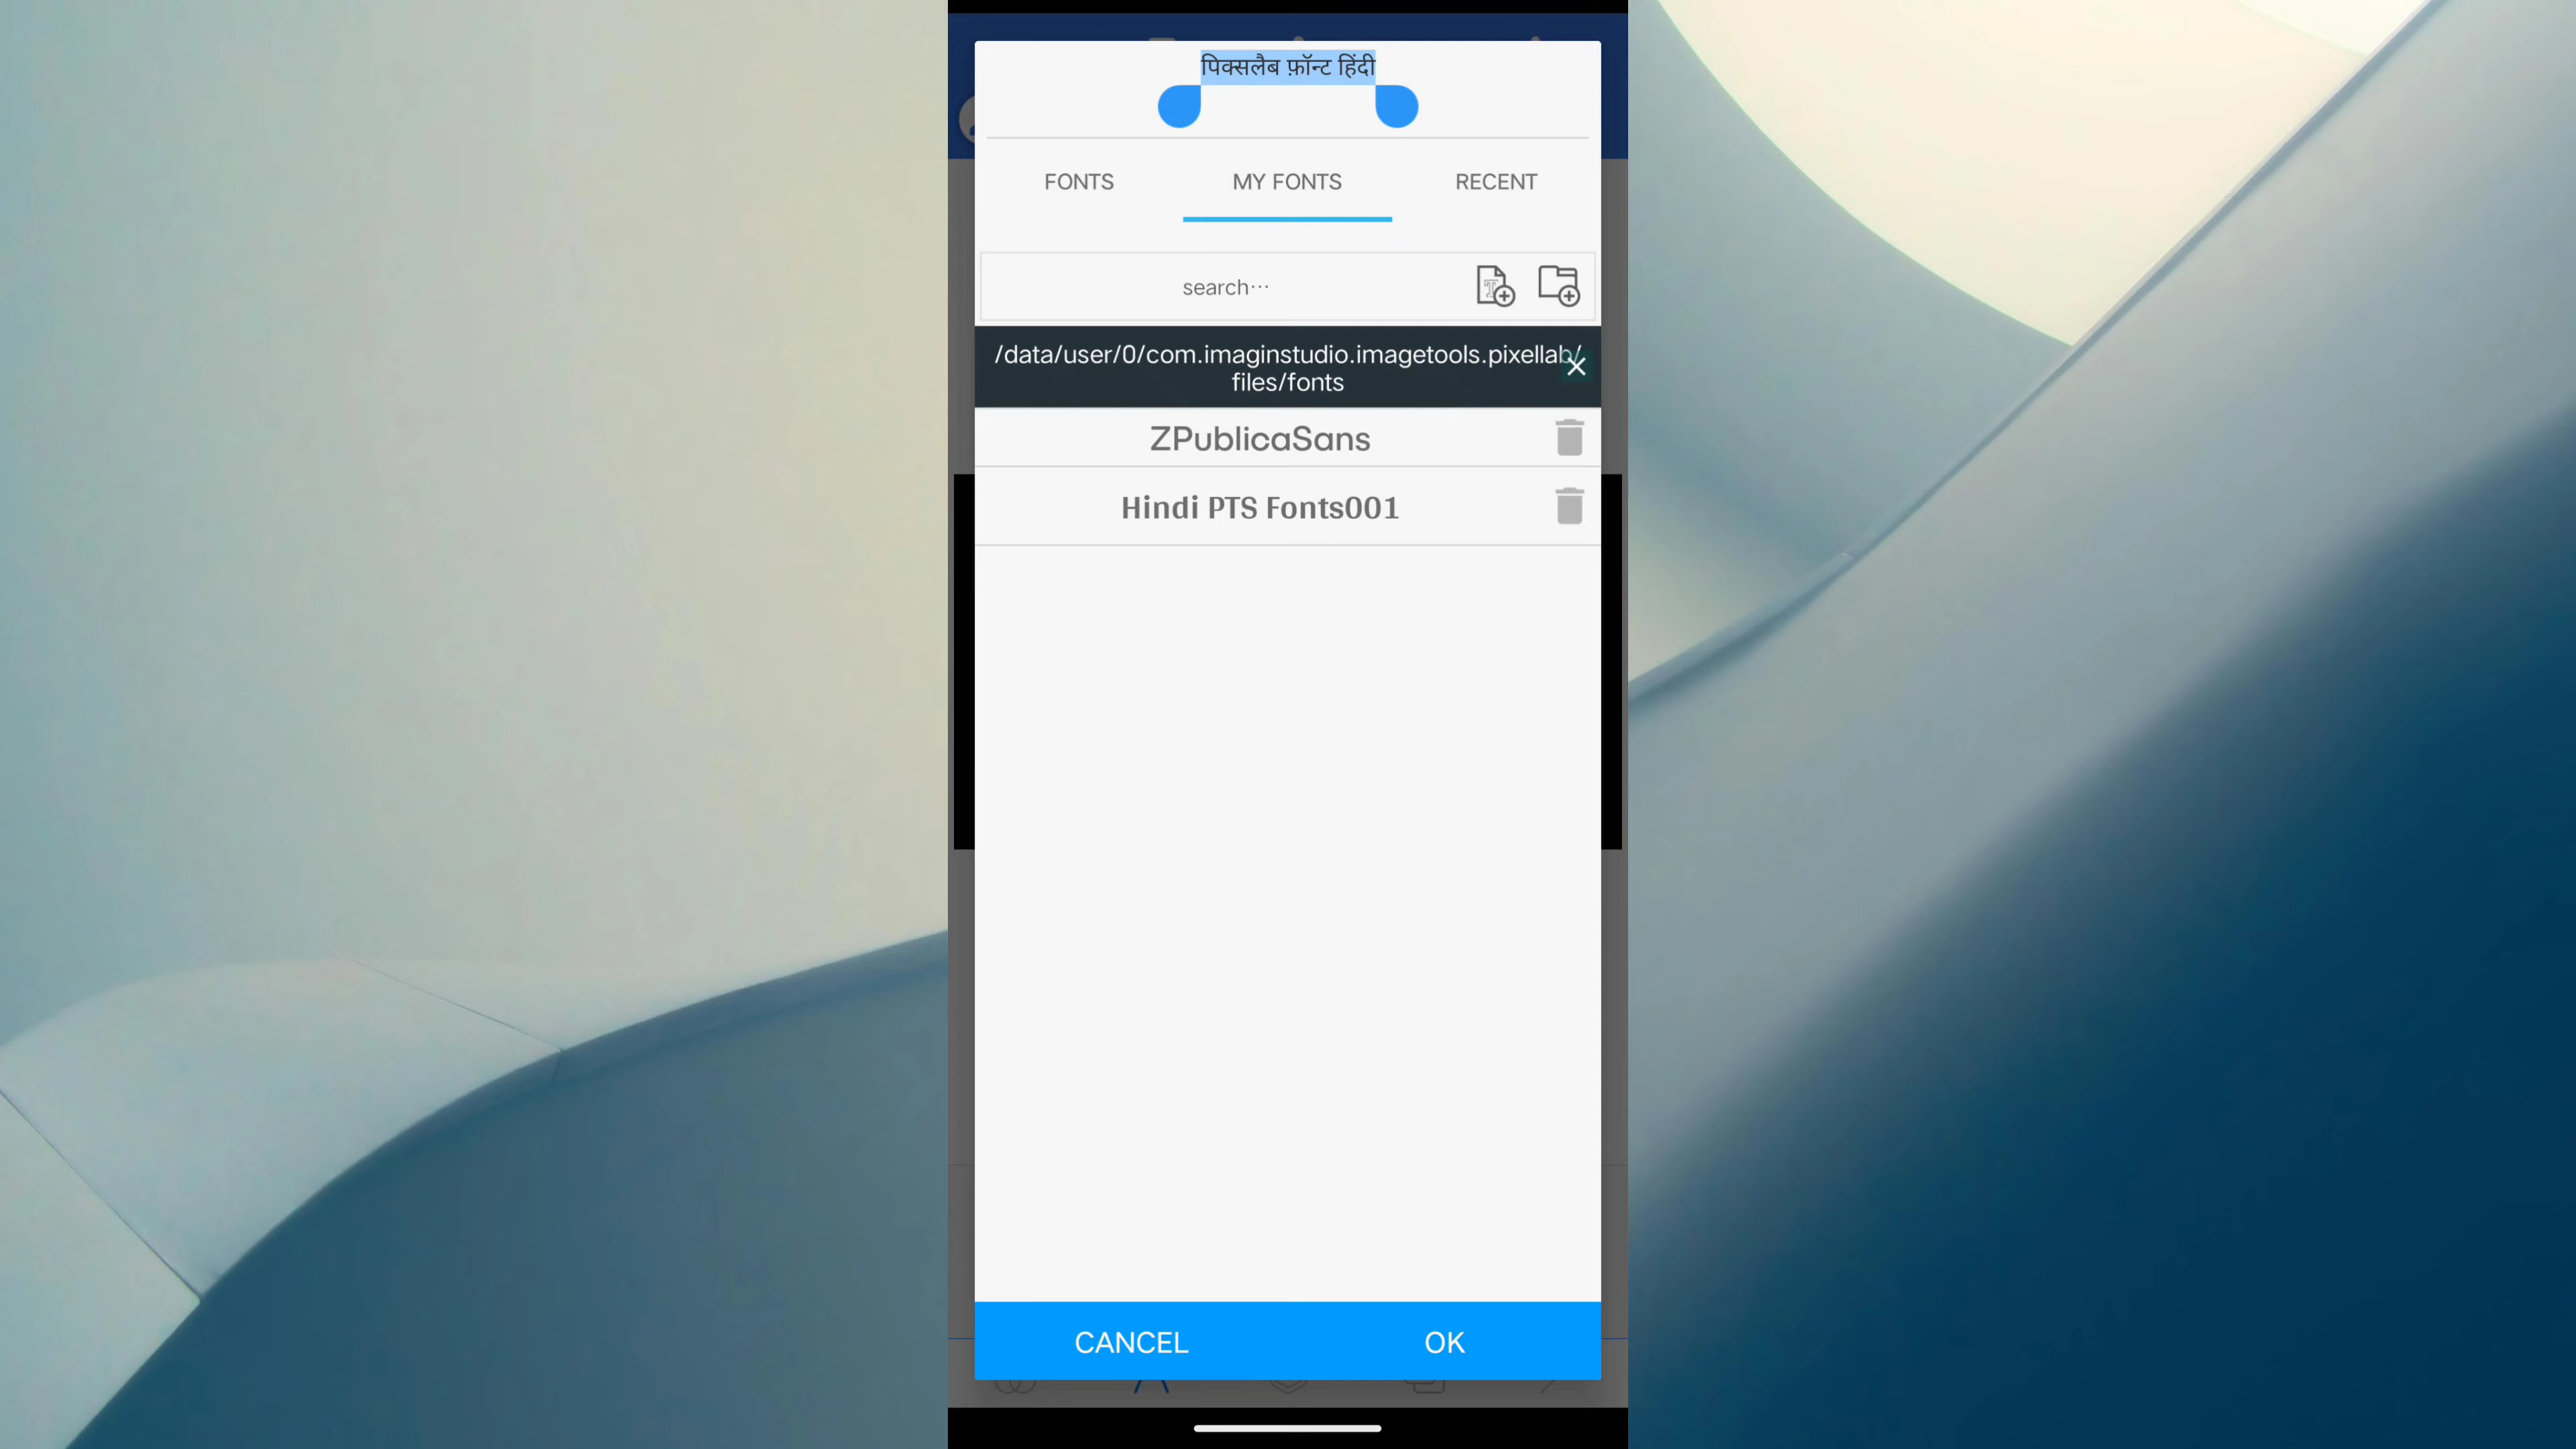 पिक्सलैब फ़ॉन्ट हिंदी
FONTS MY FONTS RECENT
search···
/data/user/0/com.imaginstudio.imagetools.pixellab/
files/fonts
ZPublicaSans
Hindi PTS Fonts001
CANCEL OK